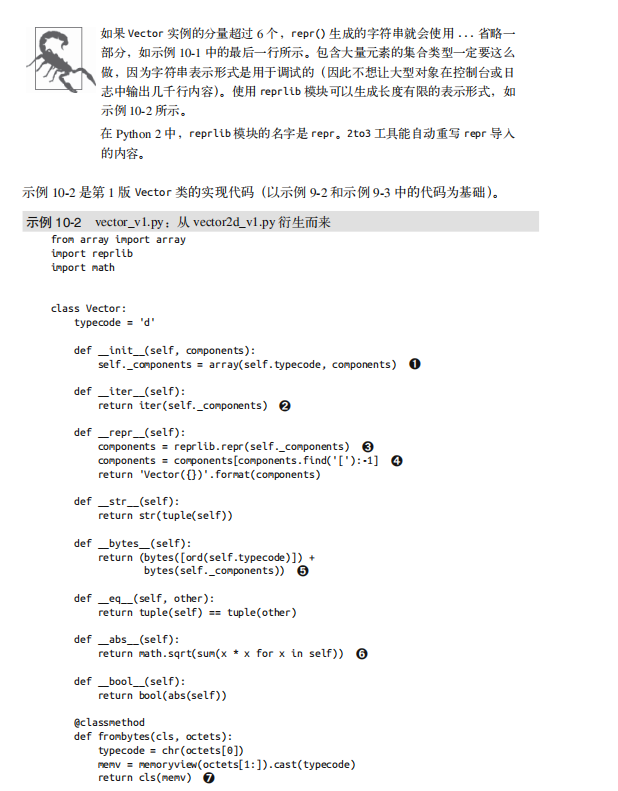 如果 Vector 实例的分量超过 6 个，repr() 生成的字符串就会使用 ... 省略一
部分，如示例 10-1 中的最后一行所示。包含大量元素的集合类型一定要这么
做，因为字符串表示形式是用于调试的（因此不想让大型对象在控制台或日
志中输出几千行内容）。使用 reprlib 模块可以生成长度有限的表示形式，如
示例 10-2 所示。
在 Python 2 中，reprlib 模块的名字是 repr。2to3 工具能自动重写 repr 导入
的内容。
示例 10-2 是第 1 版 Vector 类的实现代码（以示例 9-2 和示例 9-3 中的代码为基础）。
示例 10-2　vector_v1.py：从 vector2d_v1.py 衍生而来
from array import array
import reprlib
import math
class Vector:
    typecode = 'd'
    def __init__(self, components):
        self._components = array(self.typecode, components) ❶
    def __iter__(self):
        return iter(self._components) ❷
    def __repr__(self):
        components = reprlib.repr(self._components) ❸
        components = components[components.find('['):-1] ❹
        return 'Vector({})'.format(components)
    def __str__(self):
        return str(tuple(self))
    def __bytes__(self):
        return (bytes([ord(self.typecode)]) +
                bytes(self._components)) ❺
    def __eq__(self, other):
        return tuple(self) == tuple(other)
    def __abs__(self):
        return math.sqrt(sum(x * x for x in self)) ❻
    def __bool__(self):
        return bool(abs(self))
    @classmethod
    def frombytes(cls, octets):
        typecode = chr(octets[0])
        memv = memoryview(octets[1:]).cast(typecode)
        return cls(memv) ❼